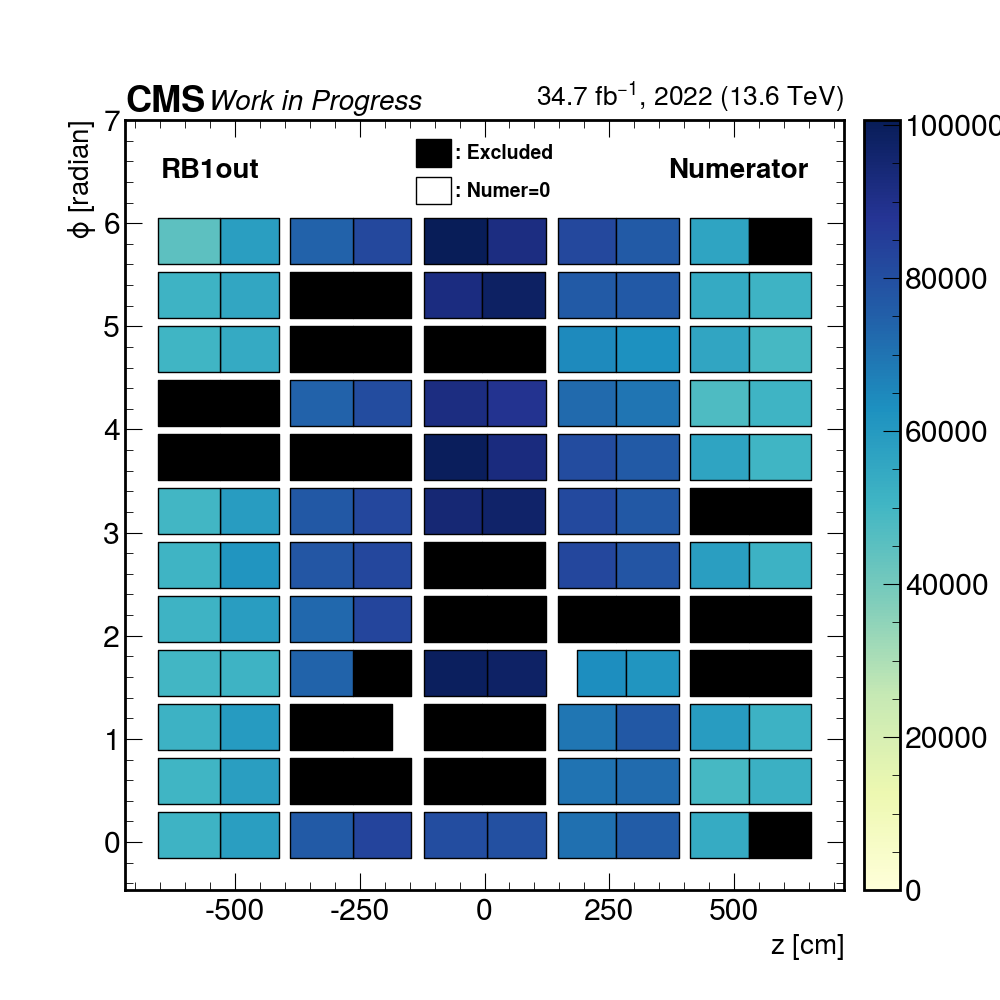 CMS Work in Progress 34.7 fb⁻¹, 2022 (13.6 TeV)
RB1out : Excluded Numerator
: Numer=0
ϕ [radian]
7
6
5
4
3
2
1
0
-500 -250 0 250 500
z [cm]
100000
80000
60000
40000
20000
0